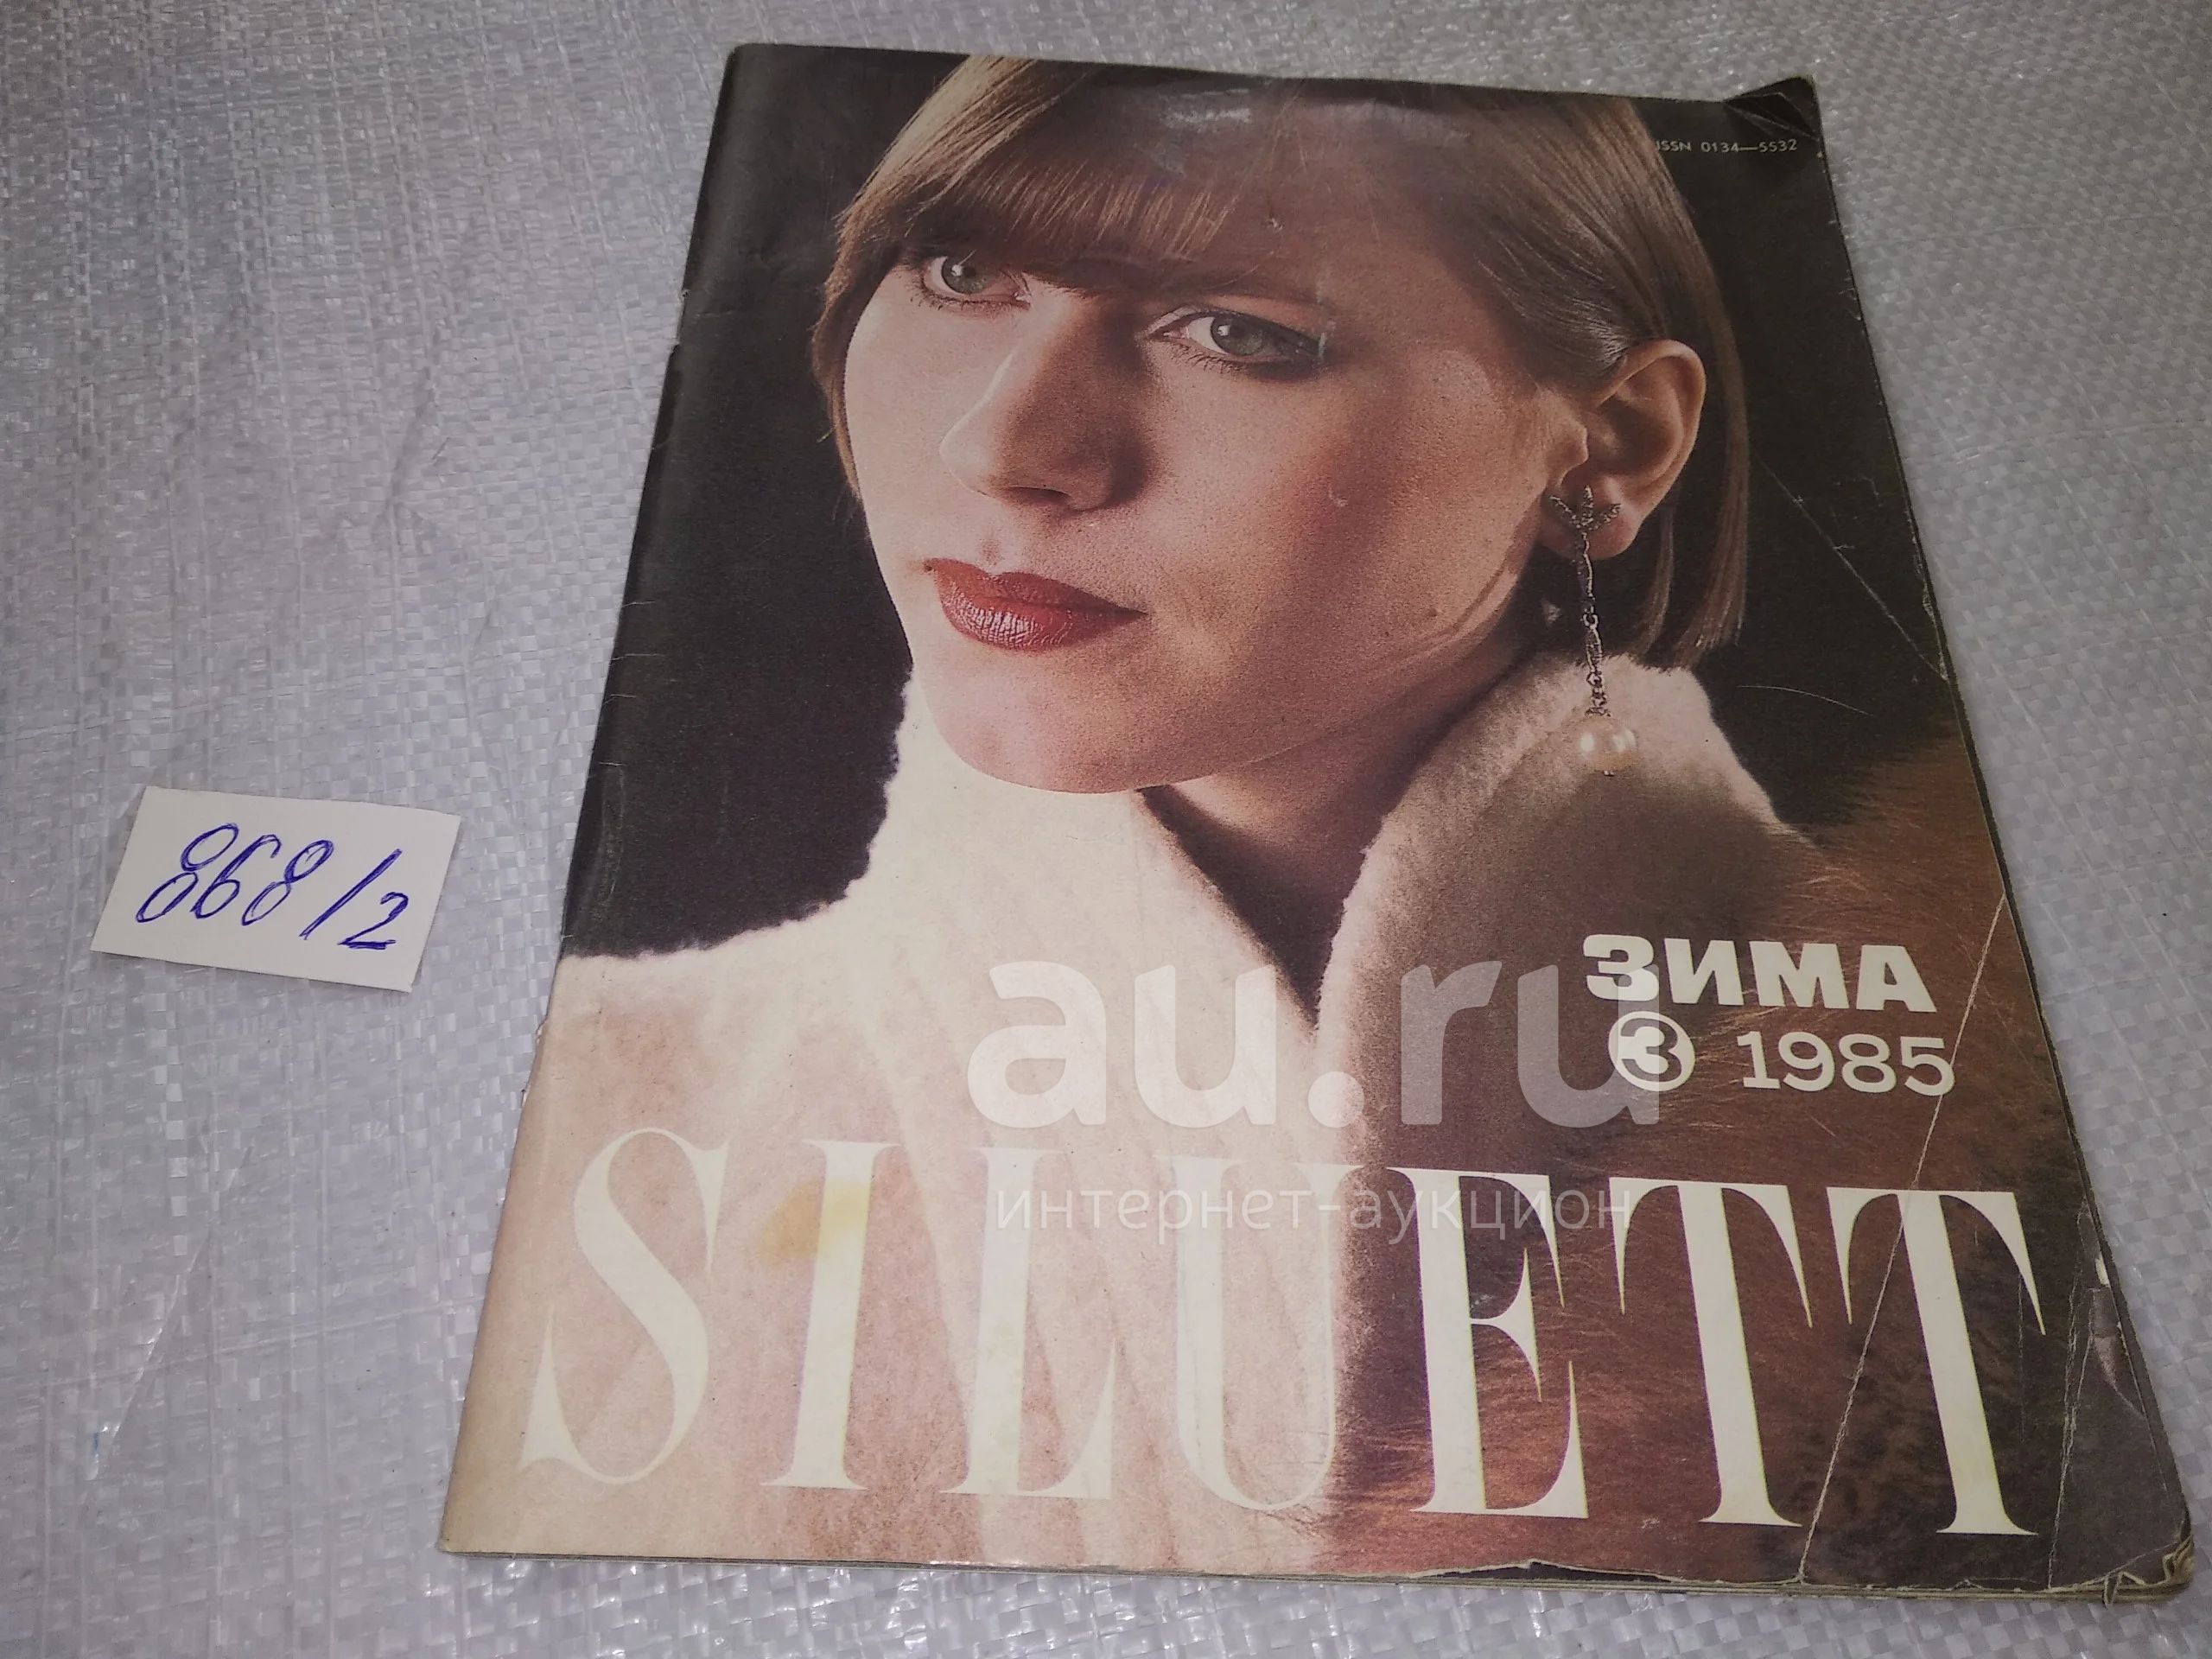 ISSN 0134—5532
868/2
ЗИМА
3 1985
au.ru
интернет-аукцион
SILUETT